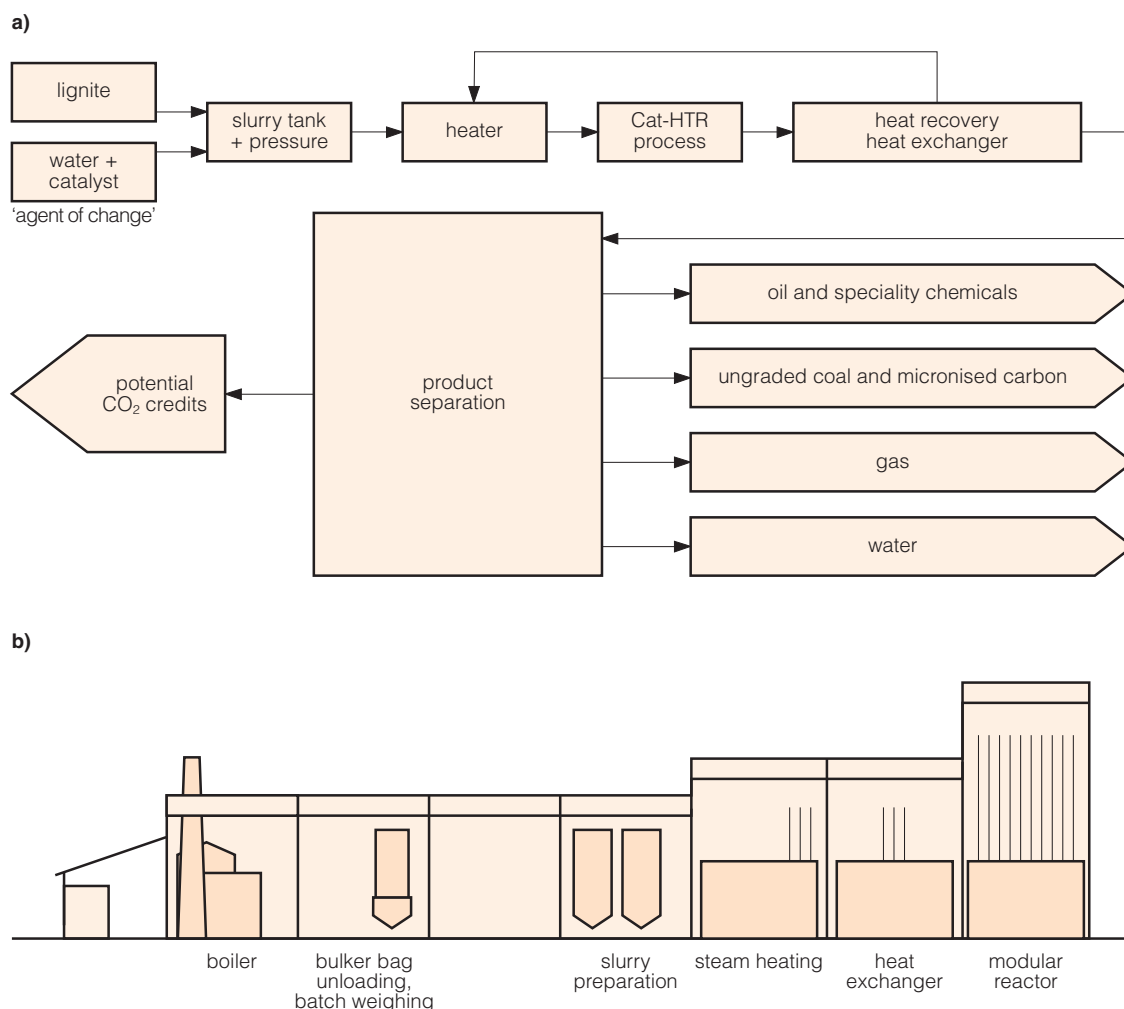 a)
lignite
water +
catalyst
'agent of change'
slurry tank
+ pressure
heater
Cat-HTR
process
heat recovery
heat exchanger
potential
CO₂ credits
product
separation
oil and speciality chemicals
ungraded coal and micronised carbon
gas
water
b)
boiler
bulker bag
unloading,
batch weighing
slurry
preparation
steam heating
heat
exchanger
modular
reactor